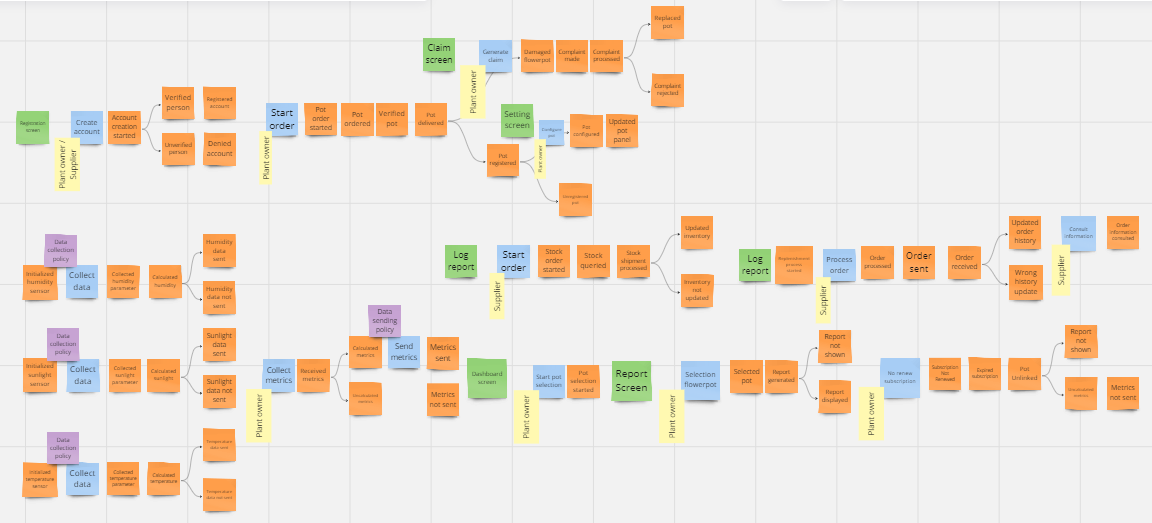 Replaced
pot
Claim
screen
Generate
claim
Damaged
flowerpot
Complaint
made
Complaint
processed
Complaint
rejected
Plant owner
Registration
screen
Create
account
Account
creation
started
Verified
person
Registered
account
Unverified
person
Denied
account
Plant owner /
Supplier
Start
order
Pot
order
started
Pot
ordered
Verified
pot
Pot
delivered
Plant owner
Setting
screen
Configure
pot
Pot
configured
Updated
pot
panel
Plant owner
Pot
registered
Unregistered
pot
Data
collection
policy
Initialized
humidity
sensor
Collect
data
Collected
humidity
parameter
Calculated
humidity
Humidity
data
sent
Humidity
data not
sent
Log
report
Start
order
Supplier
Stock
order
started
Stock
queried
Stock
shipment
processed
Updated
inventory
Inventory
not
updated
Log
report
Replenishment
process
started
Process
order
Supplier
Order
processed
Order
sent
Order
received
Updated
order
history
Wrong
history
update
Supplier
Consult
information
Order
information
consulted
Data
collection
policy
Initialized
sunlight
sensor
Collect
data
Collected
sunlight
parameter
Calculated
sunlight
Sunlight
data
sent
Sunlight
data not
sent
Collect
metrics
Plant owner
Received
metrics
Data
sending
policy
Calculated
metrics
Send
metrics
Metrics
sent
Uncalculated
metrics
Metrics
not sent
Dashboard
screen
Plant owner
Start pot
selection
Pot
selection
started
Report
Screen
Plant owner
Selection
flowerpot
Selected
pot
Report
generated
Report
not
shown
Report
displayed
Plant owner
No renew
subscription
Subscription
Not
Renewed
Expired
subscription
Pot
Unlinked
Report
not
shown
Uncalculated
metrics
Metrics
not sent
Data
collection
policy
Initialized
temperature
sensor
Collect
data
Collected
temperature
parameter
Calculated
temperature
Temperature
data sent
Temperature
data not sent